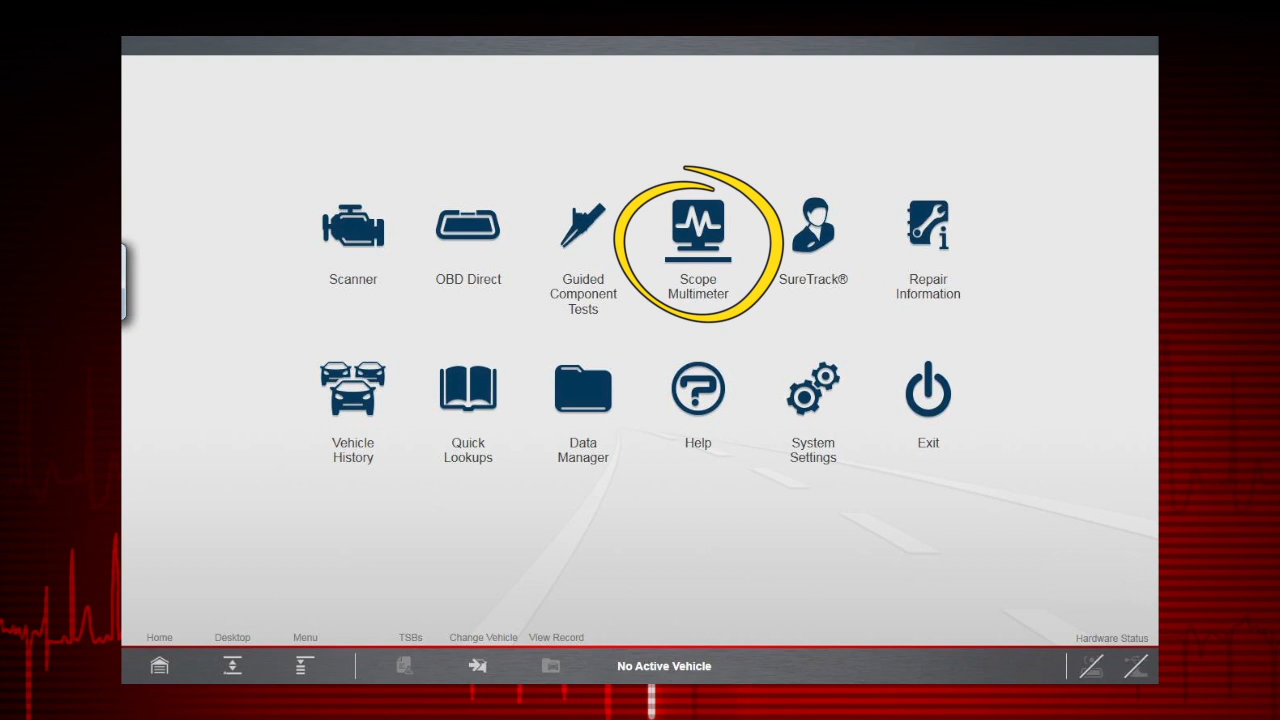 Scanner
OBD Direct
Guided
Component
Tests
Scope
Multimeter
SureTrack®
Repair
Information
Vehicle
History
Quick
Lookups
Data
Manager
Help
System
Settings
Exit
Home
Desktop
Menu
TSBs
Change Vehicle
View Record
Hardware Status
No Active Vehicle